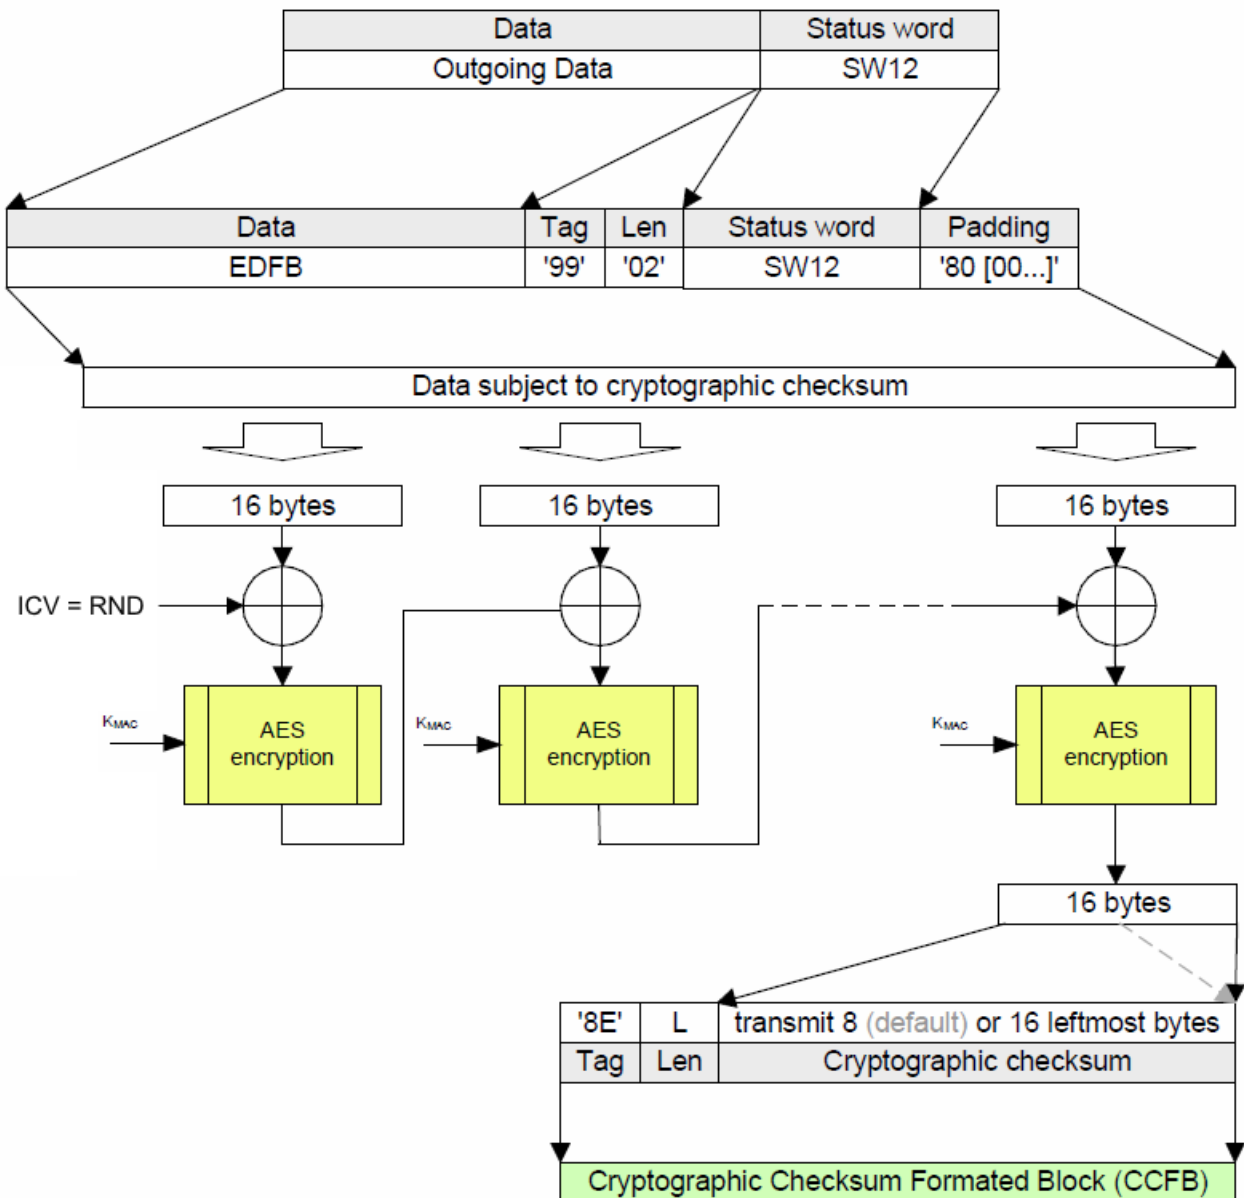 Data Status word
Outgoing Data SW12
Data Tag Len Status word Padding
EDFB '99' '02' SW12 '80 [00...]'
Data subject to cryptographic checksum
16 bytes 16 bytes 16 bytes
ICV = RND
KMAC AES encryption KMAC AES encryption KMAC AES encryption
16 bytes
'8E' L transmit 8 (default) or 16 leftmost bytes
Tag Len Cryptographic checksum
Cryptographic Checksum Formated Block (CCFB)